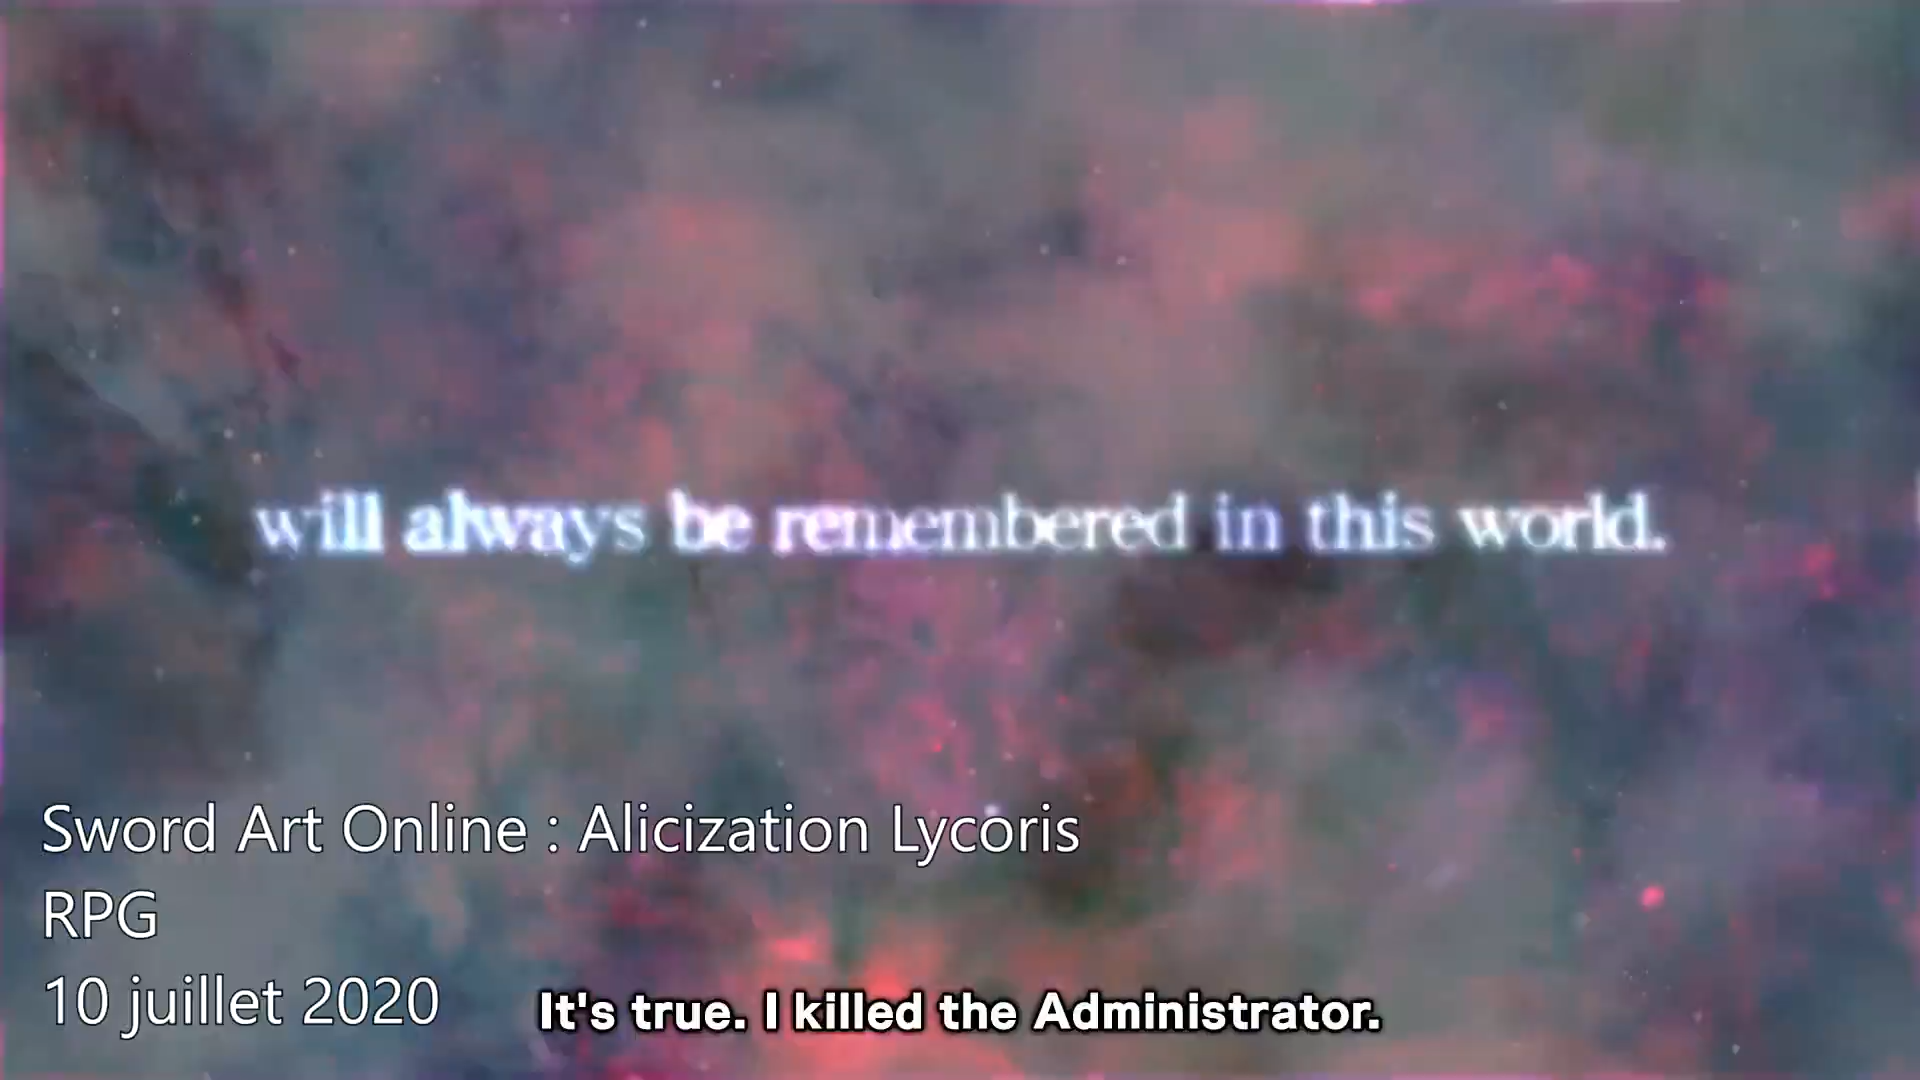 will always be remembered in this world.
Sword Art Online : Alicization Lycoris
RPG
10 juillet 2020
It's true. I killed the Administrator.